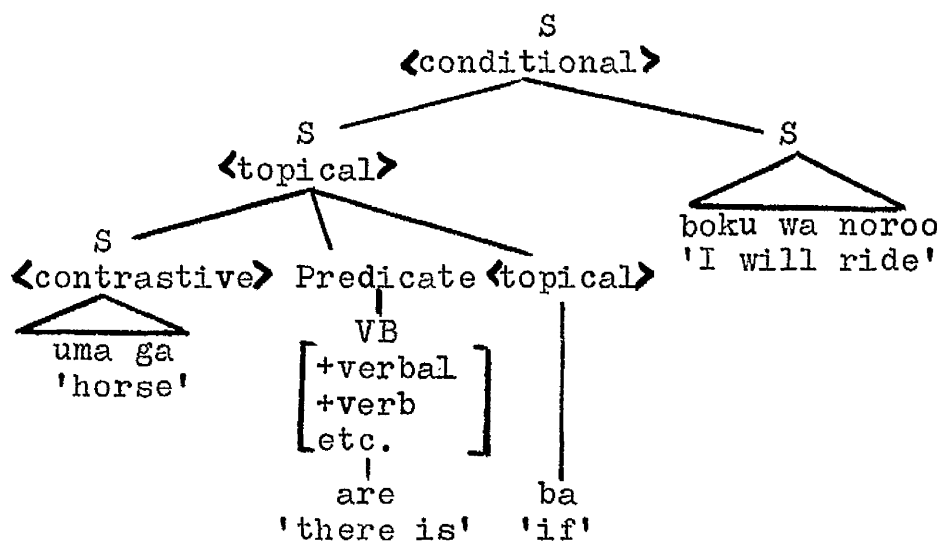 S
<conditional>
S S
<topical>
boku wa noroo
'I will ride'
S
<contrastive> Predicate <topical>
VB
uma ga
'horse'
+verbal
+verb
etc.
are ba
'there is' 'if'